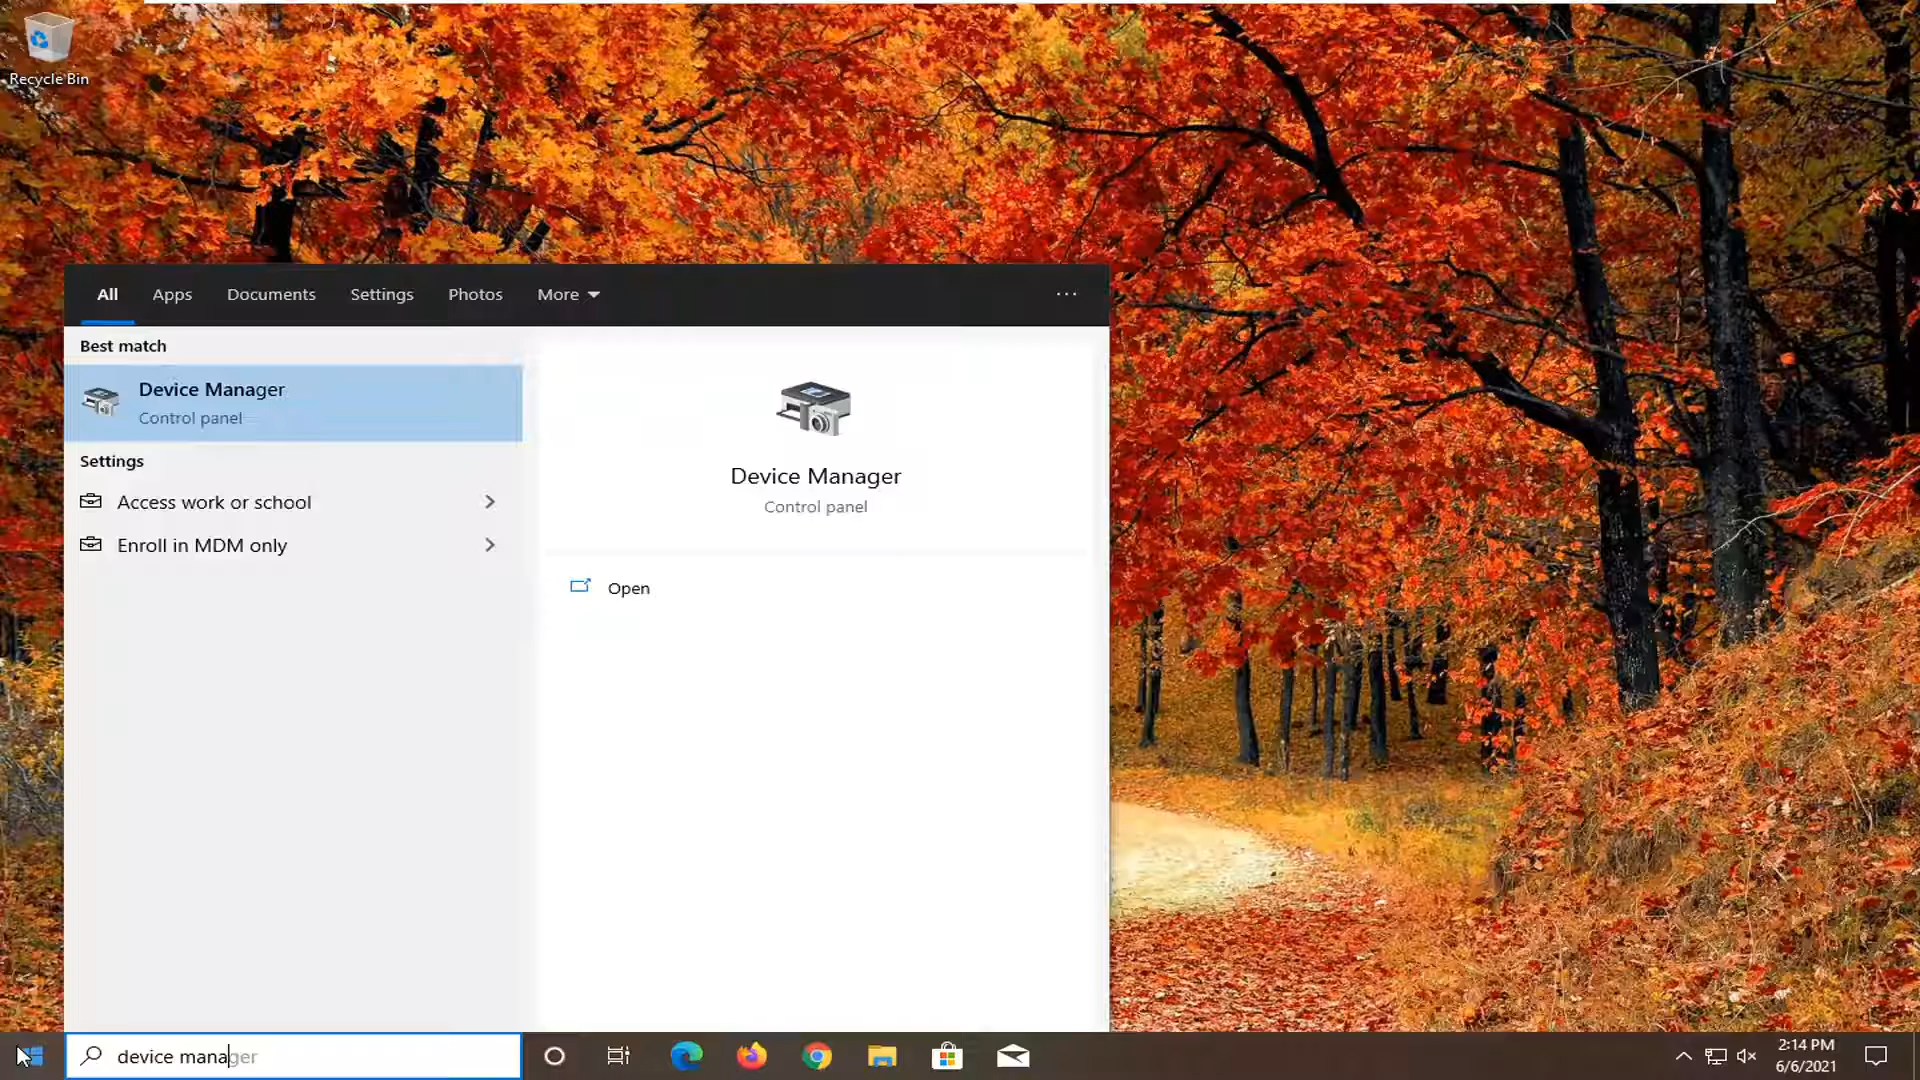 Recycle Bin
All Apps Documents Settings Photos More ...
Best match
Device Manager
Control panel
Settings
Access work or school
Enroll in MDM only
Device Manager
Control panel
Open
device manager
2:14 PM
6/6/2021